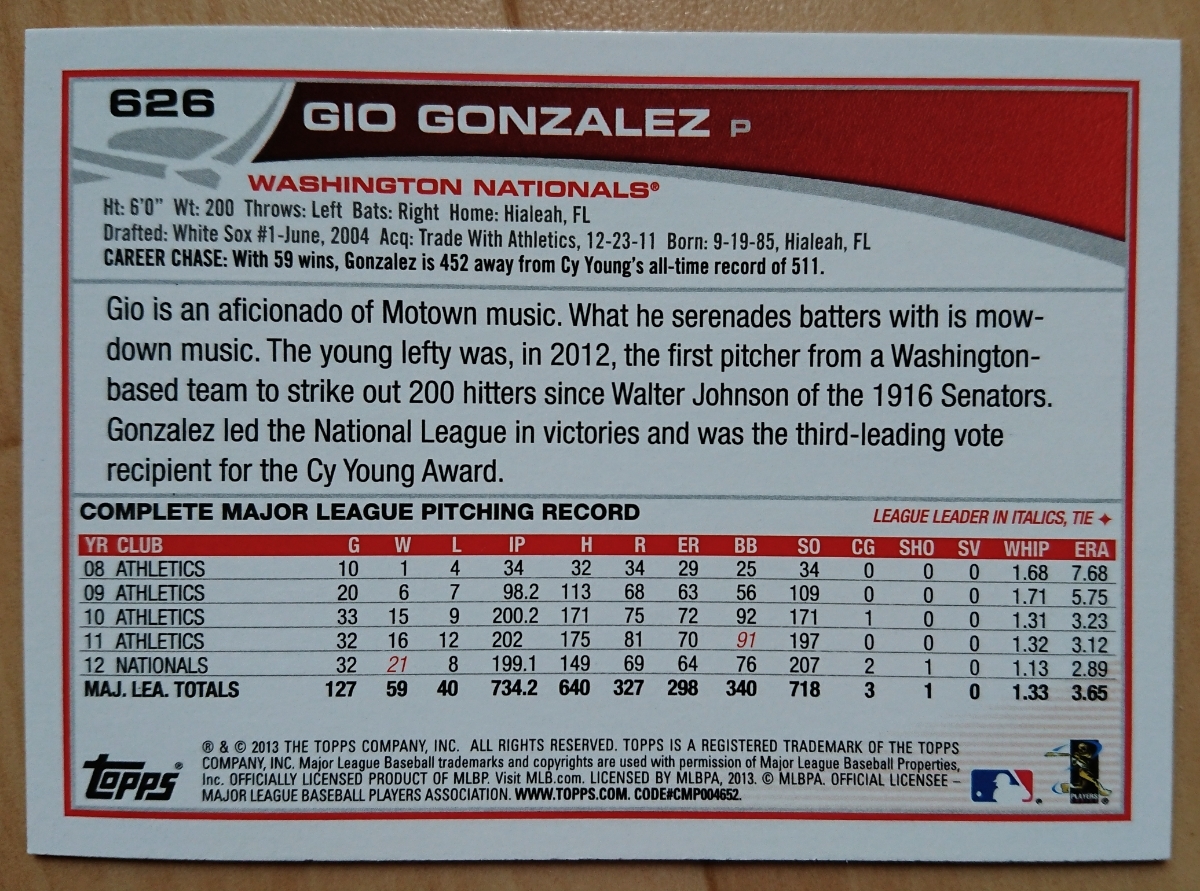 626
GIO GONZALEZ P
WASHINGTON NATIONALS®
Ht: 6'0" Wt: 200 Throws: Left Bats: Right Home: Hialeah, FL
Drafted: White Sox #1-June, 2004 Acq: Trade With Athletics, 12-23-11 Born: 9-19-85, Hialeah, FL
CAREER CHASE: With 59 wins, Gonzalez is 452 away from Cy Young's all-time record of 511.
Gio is an aficionado of Motown music. What he serenades batters with is mow-
down music. The young lefty was, in 2012, the first pitcher from a Washington-
based team to strike out 200 hitters since Walter Johnson of the 1916 Senators.
Gonzalez led the National League in victories and was the third-leading vote
recipient for the Cy Young Award.
COMPLETE MAJOR LEAGUE PITCHING RECORD LEAGUE LEADER IN ITALICS, TIE ✦
YR CLUB G W L IP H R ER BB SO CG SHO SV WHIP ERA
08 ATHLETICS 10 1 4 34 32 34 29 25 34 0 0 0 1.68 7.68
09 ATHLETICS 20 6 7 98.2 113 68 63 56 109 0 0 0 1.71 5.75
10 ATHLETICS 33 15 9 200.2 171 75 72 92 171 1 0 0 1.31 3.23
11 ATHLETICS 32 16 12 202 175 81 70 91 197 0 0 0 1.32 3.12
12 NATIONALS 32 21 8 199.1 149 69 64 76 207 2 1 0 1.13 2.89
MAJ. LEA. TOTALS 127 59 40 734.2 640 327 298 340 718 3 1 0 1.33 3.65
TOPPS®
® & © 2013 THE TOPPS COMPANY, INC. ALL RIGHTS RESERVED. TOPPS IS A REGISTERED TRADEMARK OF THE TOPPS
COMPANY, INC. Major League Baseball trademarks and copyrights are used with permission of Major League Baseball Properties,
Inc. OFFICIALLY LICENSED PRODUCT OF MLBP. Visit MLB.com. LICENSED BY MLBPA, 2013. © MLBPA. OFFICIAL LICENSEE –
MAJOR LEAGUE BASEBALL PLAYERS ASSOCIATION. WWW.TOPPS.COM. CODE#CMP004652.
PLAYERS